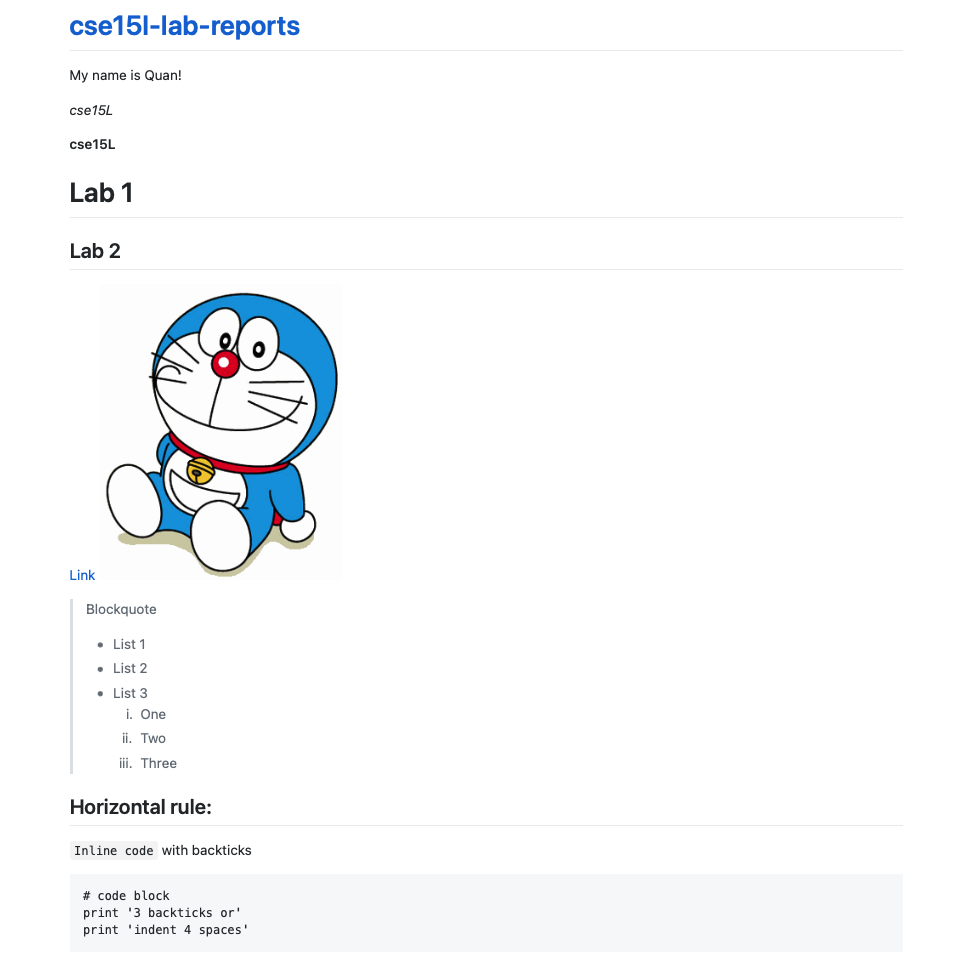 cse15l-lab-reports
My name is Quan!
cse15L
cse15L
Lab 1
Lab 2
Link
Blockquote
• List 1
• List 2
• List 3
i. One
ii. Two
iii. Three
Horizontal rule:
Inline code with backticks
# code block
print '3 backticks or'
print 'indent 4 spaces'